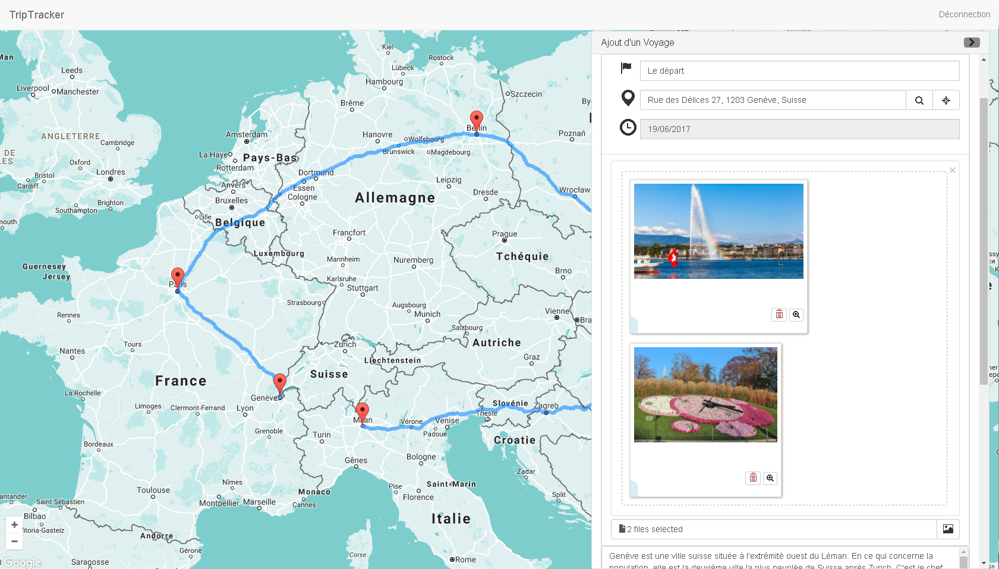 TripTracker
Déconnection
Ajout d'un Voyage
Le départ
Rue des Délices 27, 1203 Genève, Suisse
19/06/2017
×
2 files selected
Genève est une ville suisse située à l'extrémité ouest du Léman. En ce qui concerne la
population, elle est la deuxième ville la plus peuplée de Suisse après Zurich. C'est le chef
Kiel
Rostock
Lübeck
Hambourg
Szczecin
Brême
Leeds
Liverpool
Manchester
ANGLETERRE
Cambridge
DE
Oxford
Londres
Bristol
Cardiff
Brighton
Southampton
Amsterdam
La Haye
Pays-Bas
Rotterdam
Hanovre
Wolfsbourg
Brunswick
Magdebourg
Berlin
Poznań
Dortmund
Essen
Cologne
Anvers
Bruxelles
Lille
Belgique
Leipzig
Dresde
Wrocław
Allemagne
Francfort
Prague
Luxembourg
Tchéquie
Mannheim
Nuremberg
Brno
Guernesey
Jersey
Karlsruhe
Stuttgart
Paris
Strasbourg
Augsbourg
Munich
Vienne
Bra
Rennes
Salzbourg
Autriche
Zurich
Tours
Nantes
Liechtenstein
Graz
France
Suisse
La Rochelle
Genève
Limoges
Clermont-Ferrand
Lyon
Milan
Slovénie
Zagreb
Trieste
Vérone
Venise
Padoue
Grenoble
Turin
Croatie
Bordeaux
Gênes
Bologne
Zadar
Nîmes
Saint-Marin
Pise
Florence
Split
Toulouse
Monaco
Cannes
Montpellier
Marseille
antander
Saint-Sébastien
Bilbao
Vitoria-Gasteiz
Italie
Andorre
Gérone
Corse
Rome
Saragosse
Google